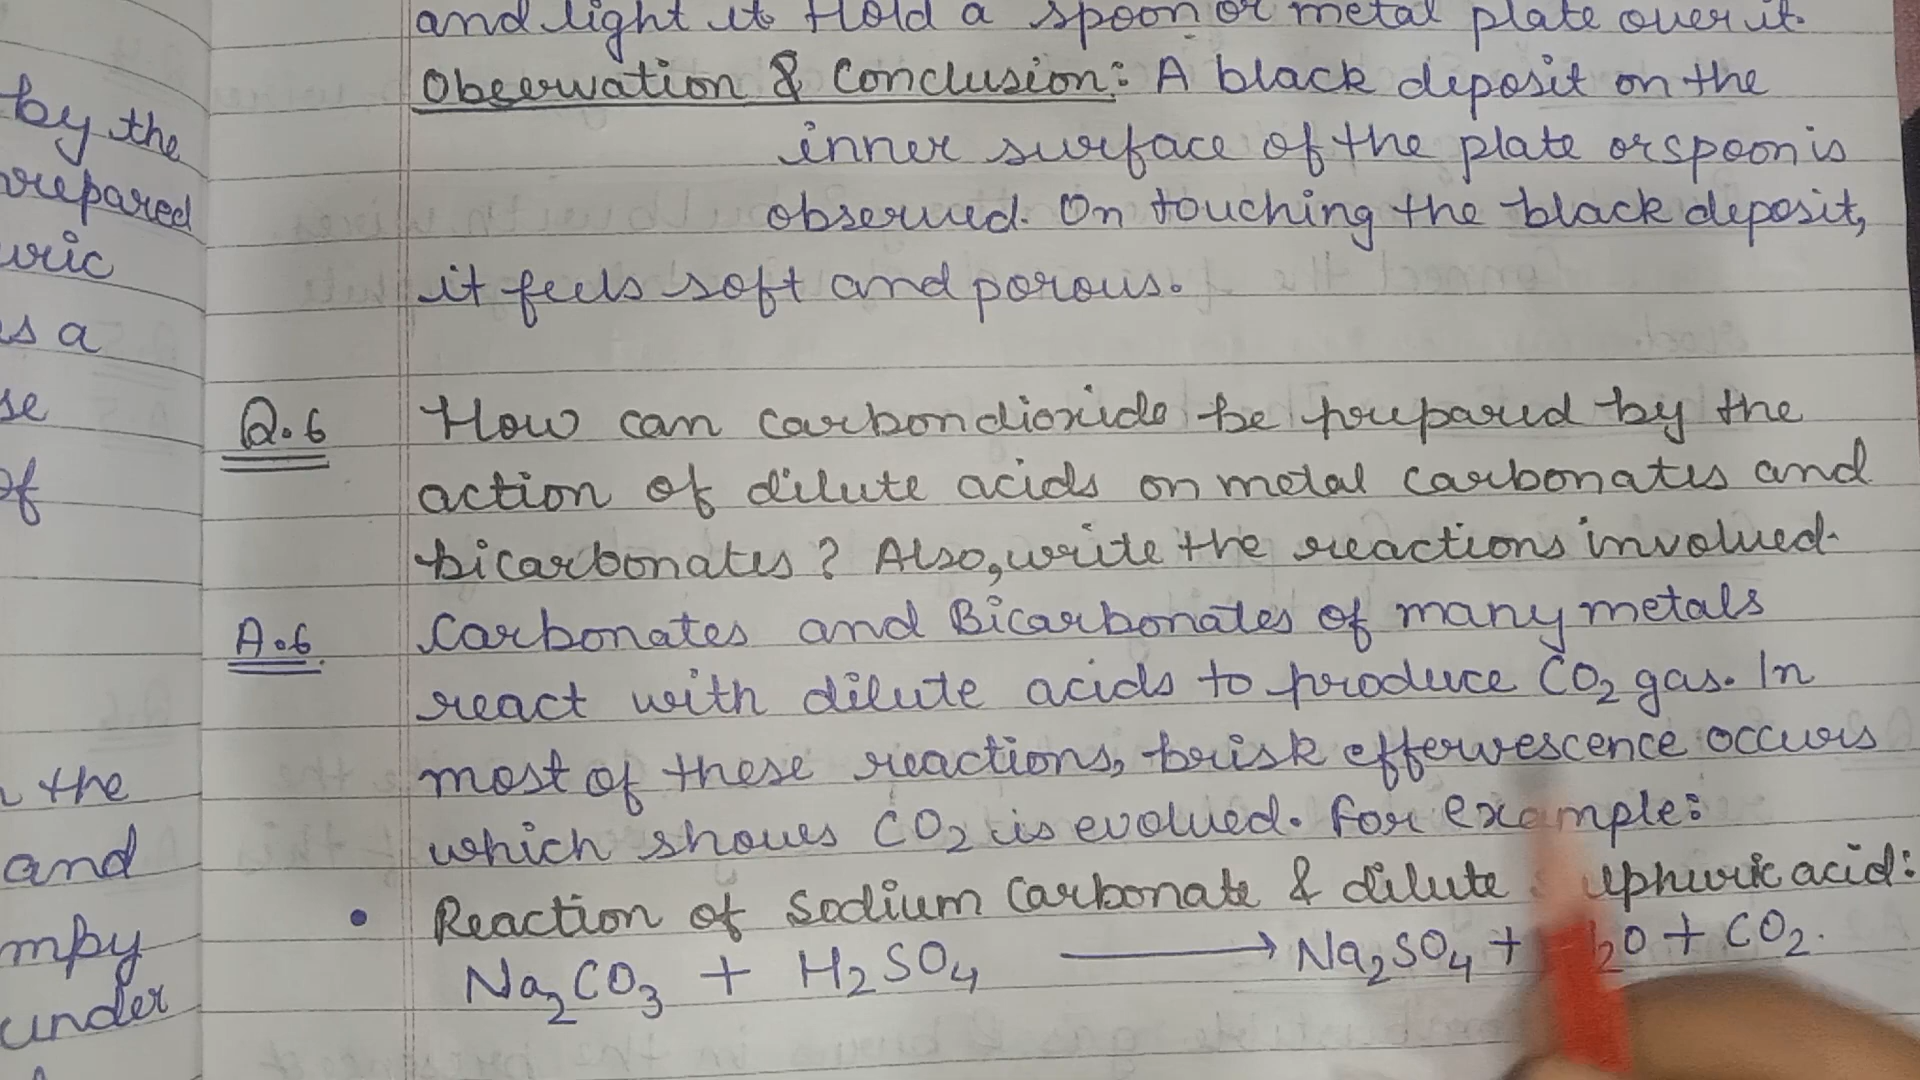 by the
prepared
uric
s a
se
of
the
and
mpy
under
and light it Hold a spoon or metal plate over it.
Observation & Conclusion: A black deposit on the
inner surface of the plate or spoon is
observed. On touching the black deposit,
it feels soft and porous.
Q.6 How can carbondioxide be prepared by the
action of dilute acids on metal carbonates and
bicarbonates? Also, write the reactions involved.
A.6 Carbonates and Bicarbonates of many metals
react with dilute acids to produce CO₂ gas. In
most of these reactions, brisk effervescence occurs
which shows CO₂ is evolved. For example:
• Reaction of Sodium Carbonate & dilute ulphuric acid:
Na₂CO₃ + H₂SO₄ → Na₂SO₄ + ₂O + CO₂.